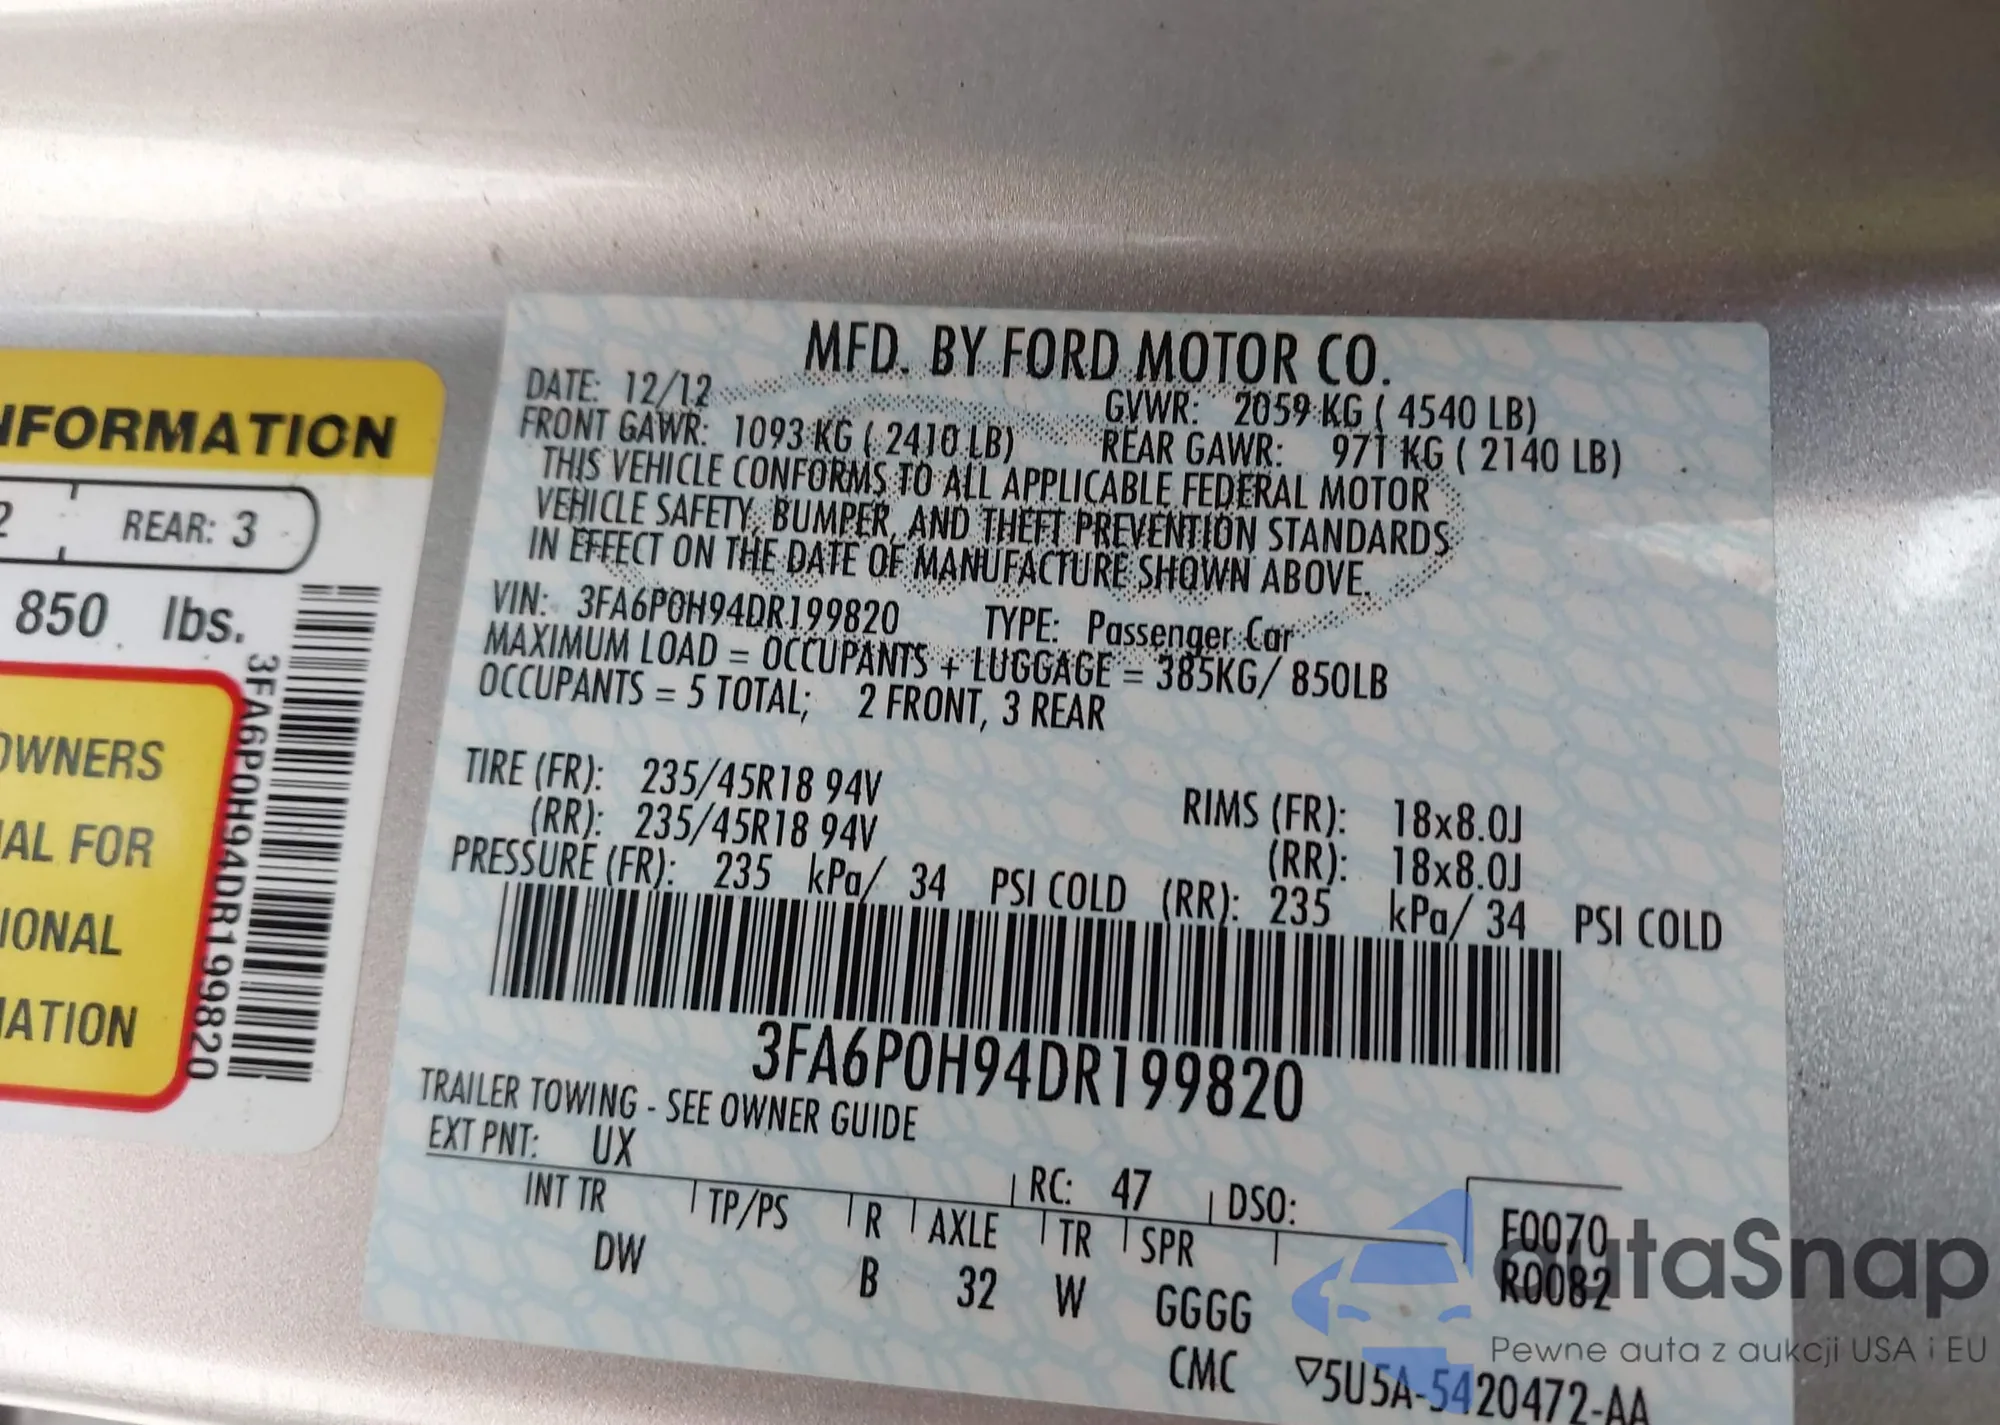 NFORMATION
2 REAR: 3
850 lbs.
OWNERS
AL FOR
IONAL
MATION
3FA6P0H94DR199820
MFD. BY FORD MOTOR CO.
DATE: 12/12 GVWR: 2059 KG ( 4540 LB)
FRONT GAWR: 1093 KG ( 2410 LB) REAR GAWR: 971 KG ( 2140 LB)
THIS VEHICLE CONFORMS TO ALL APPLICABLE FEDERAL MOTOR
VEHICLE SAFETY, BUMPER, AND THEFT PREVENTION STANDARDS
IN EFFECT ON THE DATE OF MANUFACTURE SHOWN ABOVE.
VIN: 3FA6P0H94DR199820 TYPE: Passenger Car
MAXIMUM LOAD = OCCUPANTS + LUGGAGE = 385KG/ 850LB
OCCUPANTS = 5 TOTAL; 2 FRONT, 3 REAR
TIRE (FR): 235/45R18 94V RIMS (FR): 18x8.0J
(RR): 235/45R18 94V (RR): 18x8.0J
PRESSURE (FR): 235 kPa/ 34 PSI COLD (RR): 235 kPa/ 34 PSI COLD
3FA6P0H94DR199820
TRAILER TOWING - SEE OWNER GUIDE
EXT PNT: UX RC: 47 DSO:
INT TR TP/PS R AXLE TR SPR F0070
DW B 32 W GGGG R0082
CMC ▽5U5A-5420472-AA
autaSnap
Pewne auta z aukcji USA i EU